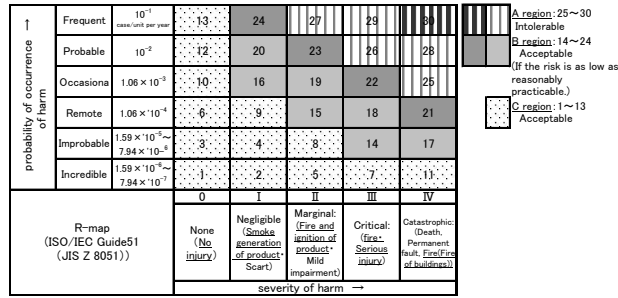 ↑
probability of occurrence
of harm
Frequent 10⁻¹ case/unit per year 13 24 27 29 30
Probable 10⁻² 12 20 23 26 28
Occasiona 1.06 × 10⁻³ 10 16 19 22 25
Remote 1.06 × '10⁻⁴ 6 9 15 18 21
Improbable 1.59 × '10⁻⁵~ 7.94 × '10-⁶ 3 4 8 14 17
Incredible 1.59 × '10⁻⁶~ 7.94 × '10⁻⁷ 1 2 5 7 11
0 I II III IV
R-map
(ISO/IEC Guide51
(JIS Z 8051))
None
(No
injury)
Negligible
(Smoke
generation
of product・
Scart)
Marginal:
(Fire and
ignition of
product・
Mild
impairment)
Critical:
(fire・
Serious
injury)
Catastrophic:
(Death,
Permanent
fault, Fire(Fire
of buildings))
severity of harm →
A region:25~30
Intolerable
B region:14~24
Acceptable
(If the risk is as low as
reasonably
practicable.)
C region:1~13
Acceptable